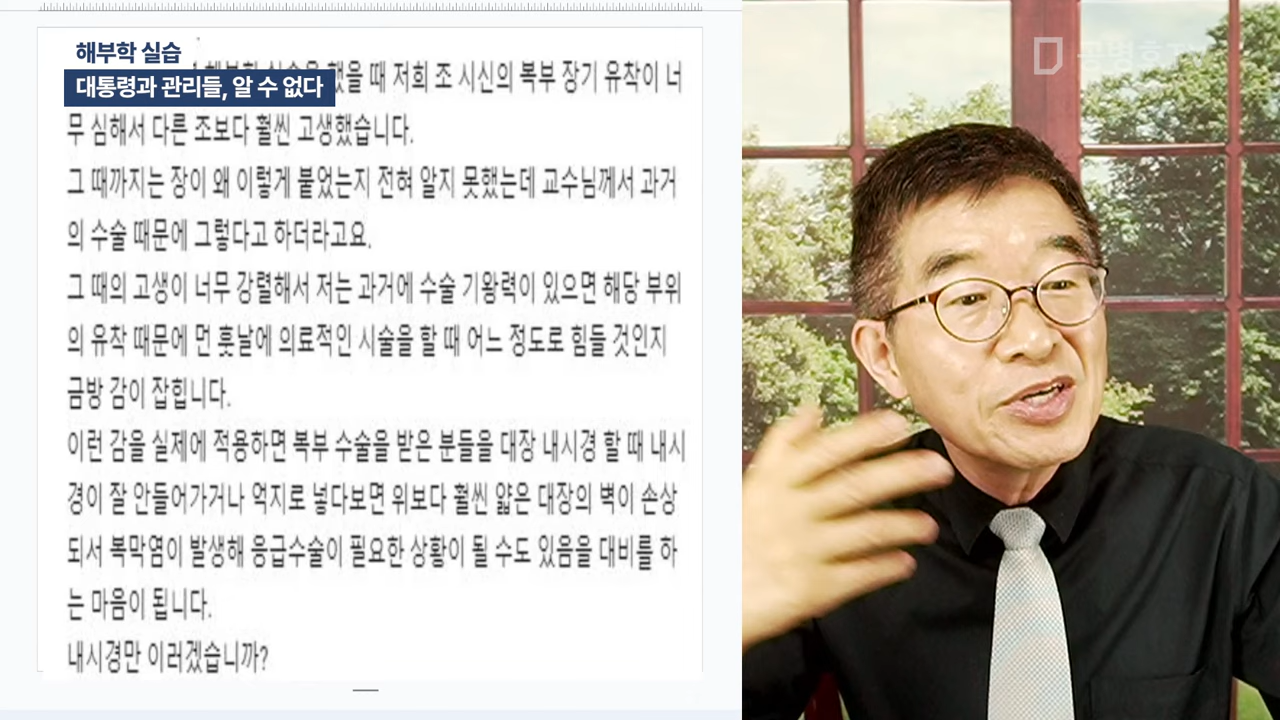 해부학 실습
대통령과 관리들, 알 수 없다
했을 때 저희 조 시신의 복부 장기 유착이 너
무 심해서 다른 조보다 훨씬 고생했습니다.
그 때까지는 장이 왜 이렇게 붙었는지 전혀 알지 못했는데 교수님께서 과거
의 수술 때문에 그렇다고 하더라고요.
그 때의 고생이 너무 강렬해서 저는 과거에 수술 기왕력이 있으면 해당 부위
의 유착 때문에 먼 훗날에 의료적인 시술을 할 때 어느 정도로 힘들 것인지
금방 감이 잡힙니다.
이런 감을 실제에 적용하면 복부 수술을 받은 분들을 대장 내시경 할 때 내시
경이 잘 안들어가거나 억지로 넣다보면 위보다 훨씬 얇은 대장의 벽이 손상
되서 복막염이 발생해 응급수술이 필요한 상황이 될 수도 있음을 대비를 하
는 마음이 됩니다.
내시경만 이러겠습니까?